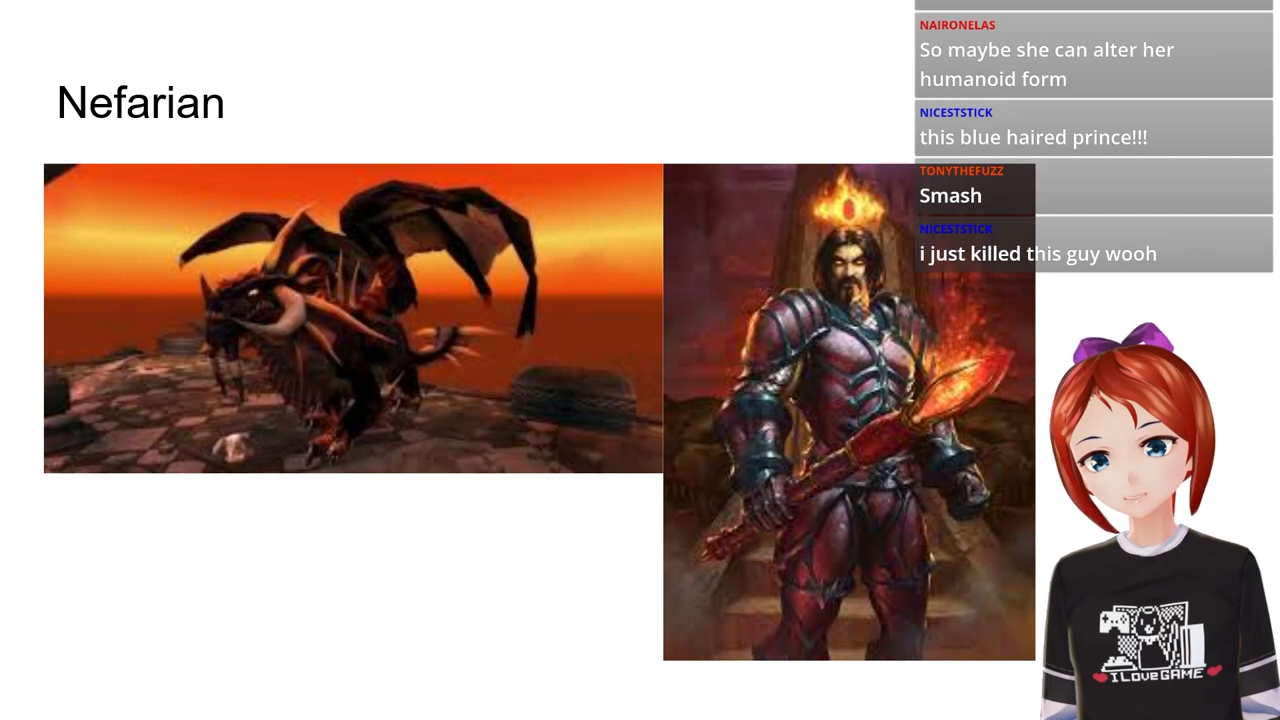 Nefarian
NAIRONELAS
So maybe she can alter her
humanoid form
NICESTSTICK
this blue haired prince!!!
TONYTHEFUZZ
Smash
NICESTSTICK
i just killed this guy wooh
I LOVE GAME